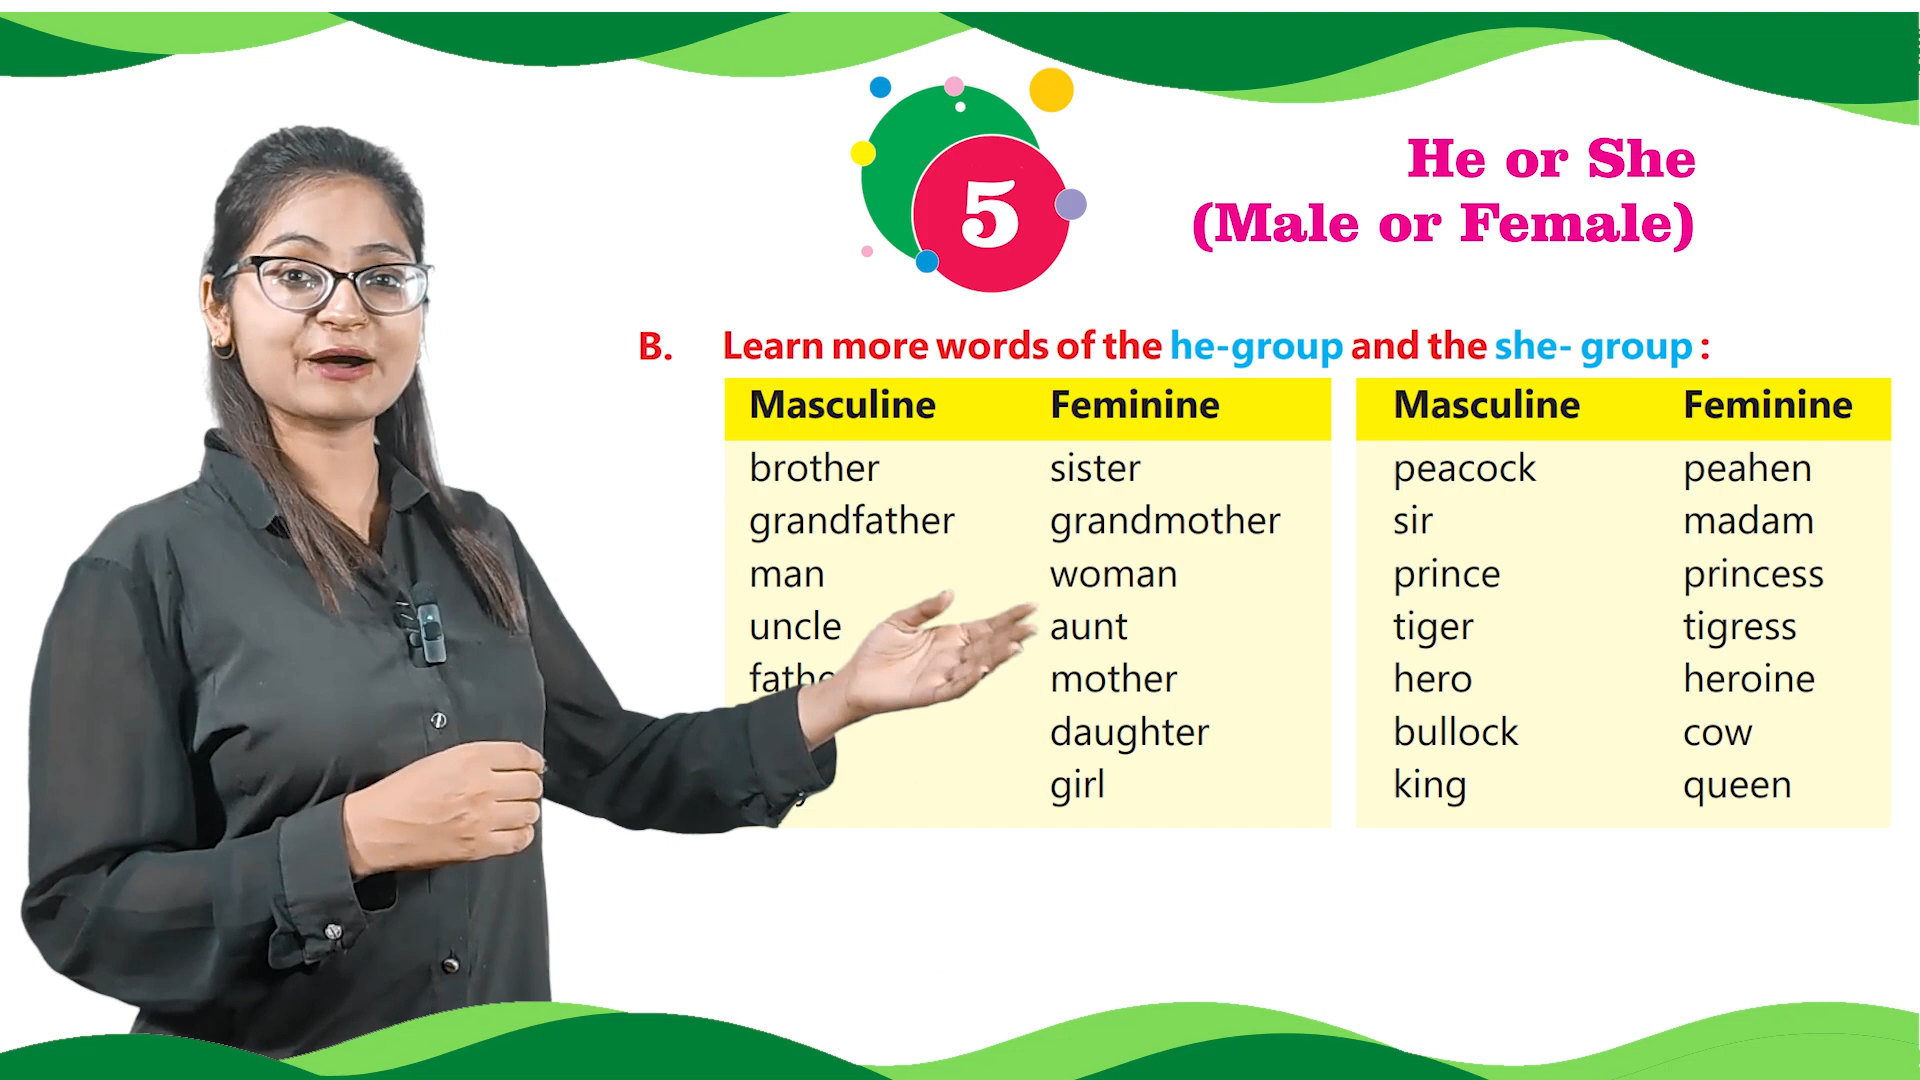 5
He or She
(Male or Female)
B. Learn more words of the he-group and the she- group :
Masculine Feminine
brother sister
grandfather grandmother
man woman
uncle aunt
mother
daughter
girl
Masculine Feminine
peacock peahen
sir madam
prince princess
tiger tigress
hero heroine
bullock cow
king queen